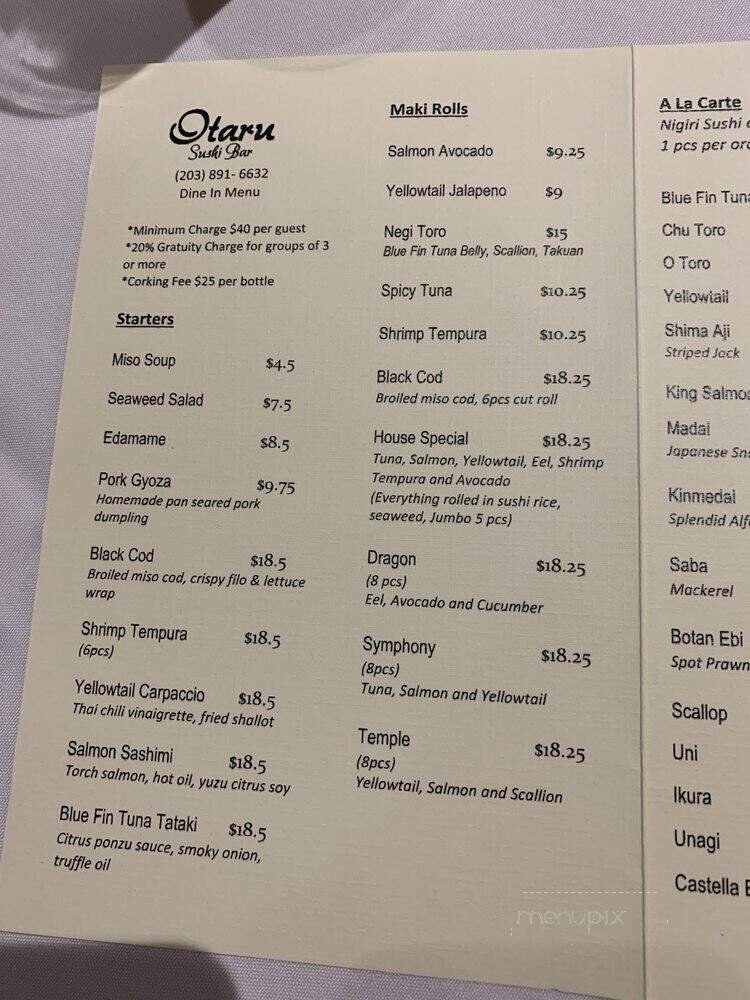 Otaru
Sushi Bar
(203) 891- 6632
Dine In Menu
*Minimum Charge $40 per guest
*20% Gratuity Charge for groups of 3
or more
*Corking Fee $25 per bottle
Starters
Miso Soup $4.5
Seaweed Salad $7.5
Edamame $8.5
Pork Gyoza $9.75
Homemade pan seared pork
dumpling
Black Cod $18.5
Broiled miso cod, crispy filo & lettuce
wrap
Shrimp Tempura $18.5
(6pcs)
Yellowtail Carpaccio $18.5
Thai chili vinaigrette, fried shallot
Salmon Sashimi $18.5
Torch salmon, hot oil, yuzu citrus soy
Blue Fin Tuna Tataki $18.5
Citrus ponzu sauce, smoky onion,
truffle oil
Maki Rolls
Salmon Avocado $9.25
Yellowtail Jalapeno $9
Negi Toro $15
Blue Fin Tuna Belly, Scallion, Takuan
Spicy Tuna $10.25
Shrimp Tempura $10.25
Black Cod $18.25
Broiled miso cod, 6pcs cut roll
House Special $18.25
Tuna, Salmon, Yellowtail, Eel, Shrimp
Tempura and Avocado
(Everything rolled in sushi rice,
seaweed, Jumbo 5 pcs)
Dragon $18.25
(8 pcs)
Eel, Avocado and Cucumber
Symphony $18.25
(8pcs)
Tuna, Salmon and Yellowtail
Temple $18.25
(8pcs)
Yellowtail, Salmon and Scallion
A La Carte
Nigiri Sushi
1 pcs per
Blue Fin
Chu Toro
O Toro
Yellowtail
Shima Aji
Striped Jack
King
Madai
Japanese
Kinmedai
Splendid
Saba
Mackerel
Botan Ebi
Spot Prawn
Scallop
Uni
Ikura
Unagi
Castella
menupix